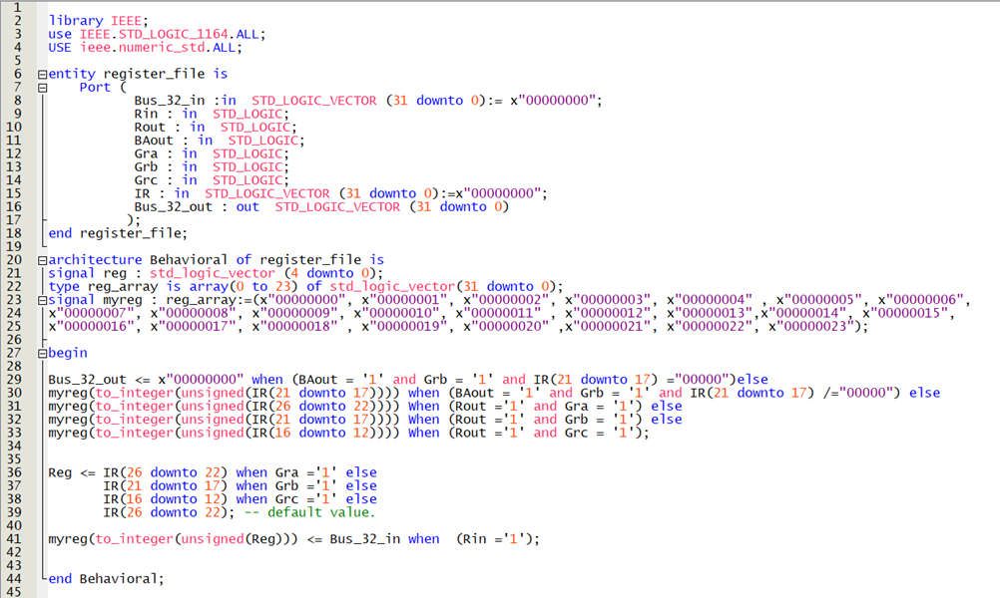 1
2 library IEEE;
3 use IEEE.STD_LOGIC_1164.ALL;
4 USE ieee.numeric_std.ALL;
5
6 entity register_file is
7     Port (
8            Bus_32_in :in  STD_LOGIC_VECTOR (31 downto 0):= x"00000000";
9            Rin : in  STD_LOGIC;
10            Rout : in  STD_LOGIC;
11            BAout : in  STD_LOGIC;
12            Gra : in  STD_LOGIC;
13            Grb : in  STD_LOGIC;
14            Grc : in  STD_LOGIC;
15            IR : in  STD_LOGIC_VECTOR (31 downto 0):=x"00000000";
16            Bus_32_out : out  STD_LOGIC_VECTOR (31 downto 0)
17           );
18 end register_file;
19
20 architecture Behavioral of register_file is
21 signal reg : std_logic_vector (4 downto 0);
22 type reg_array is array(0 to 23) of std_logic_vector(31 downto 0);
23 signal myreg : reg_array:=(x"00000000", x"00000001", x"00000002", x"00000003", x"00000004" , x"00000005", x"00000006",
24 x"00000007", x"00000008", x"00000009", x"00000010", x"00000011" , x"00000012", x"00000013",x"00000014", x"00000015",
25 x"00000016", x"00000017", x"00000018" , x"00000019", x"00000020" ,x"00000021", x"00000022", x"00000023");
26
27 begin
28
29 Bus_32_out <= x"00000000" when (BAout = '1' and Grb = '1' and IR(21 downto 17) ="00000")else
30 myreg(to_integer(unsigned(IR(21 downto 17)))) when (BAout = '1' and Grb = '1' and IR(21 downto 17) /="00000") else
31 myreg(to_integer(unsigned(IR(26 downto 22)))) When (Rout ='1' and Gra = '1') else
32 myreg(to_integer(unsigned(IR(21 downto 17)))) When (Rout ='1' and Grb = '1') else
33 myreg(to_integer(unsigned(IR(16 downto 12)))) When (Rout ='1' and Grc = '1');
34
35
36 Reg <= IR(26 downto 22) when Gra ='1' else
37        IR(21 downto 17) when Grb ='1' else
38        IR(16 downto 12) when Grc ='1' else
39        IR(26 downto 22); -- default value.
40
41 myreg(to_integer(unsigned(Reg))) <= Bus_32_in when  (Rin ='1');
42
43
44 end Behavioral;
45